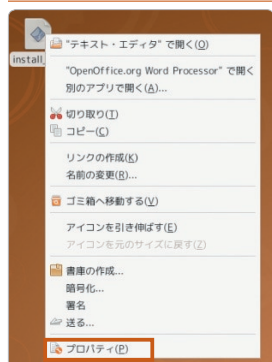 install_
"テキスト・エディタ" で開く(O)
"OpenOffice.org Word Processor" で開く
別のアプリで開く(A)...
切り取り(T)
コピー(C)
リンクの作成(K)
名前の変更(R)...
ゴミ箱へ移動する(V)
アイコンを引き伸ばす(E)
アイコンを元のサイズに戻す(Z)
書庫の作成...
暗号化...
署名
送る...
プロパティ(P)